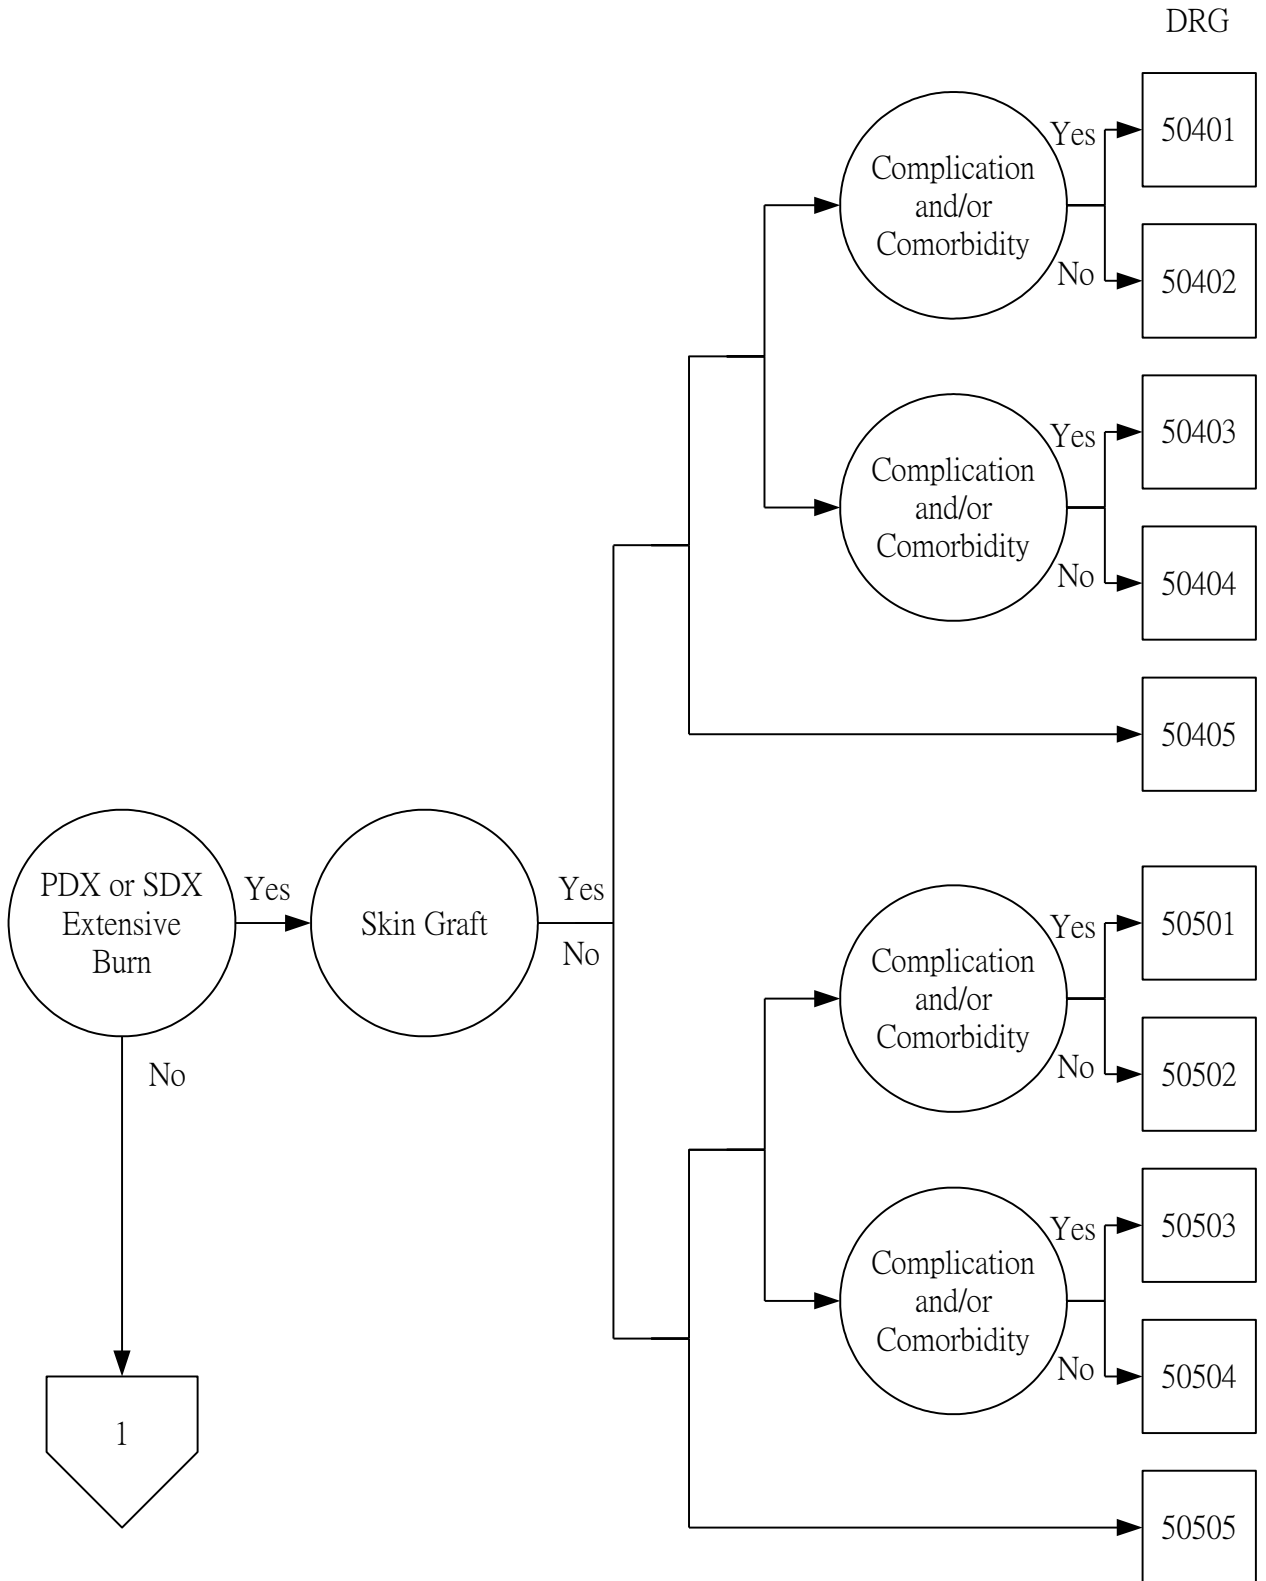 DRG
Complication
and/or
Comorbidity
Yes
No
50401
50402
Complication
and/or
Comorbidity
Yes
No
50403
50404
50405
PDX or SDX
Extensive
Burn
Yes
No
Skin Graft
Yes
No
Complication
and/or
Comorbidity
Yes
No
50501
50502
Complication
and/or
Comorbidity
Yes
No
50503
50504
1
50505